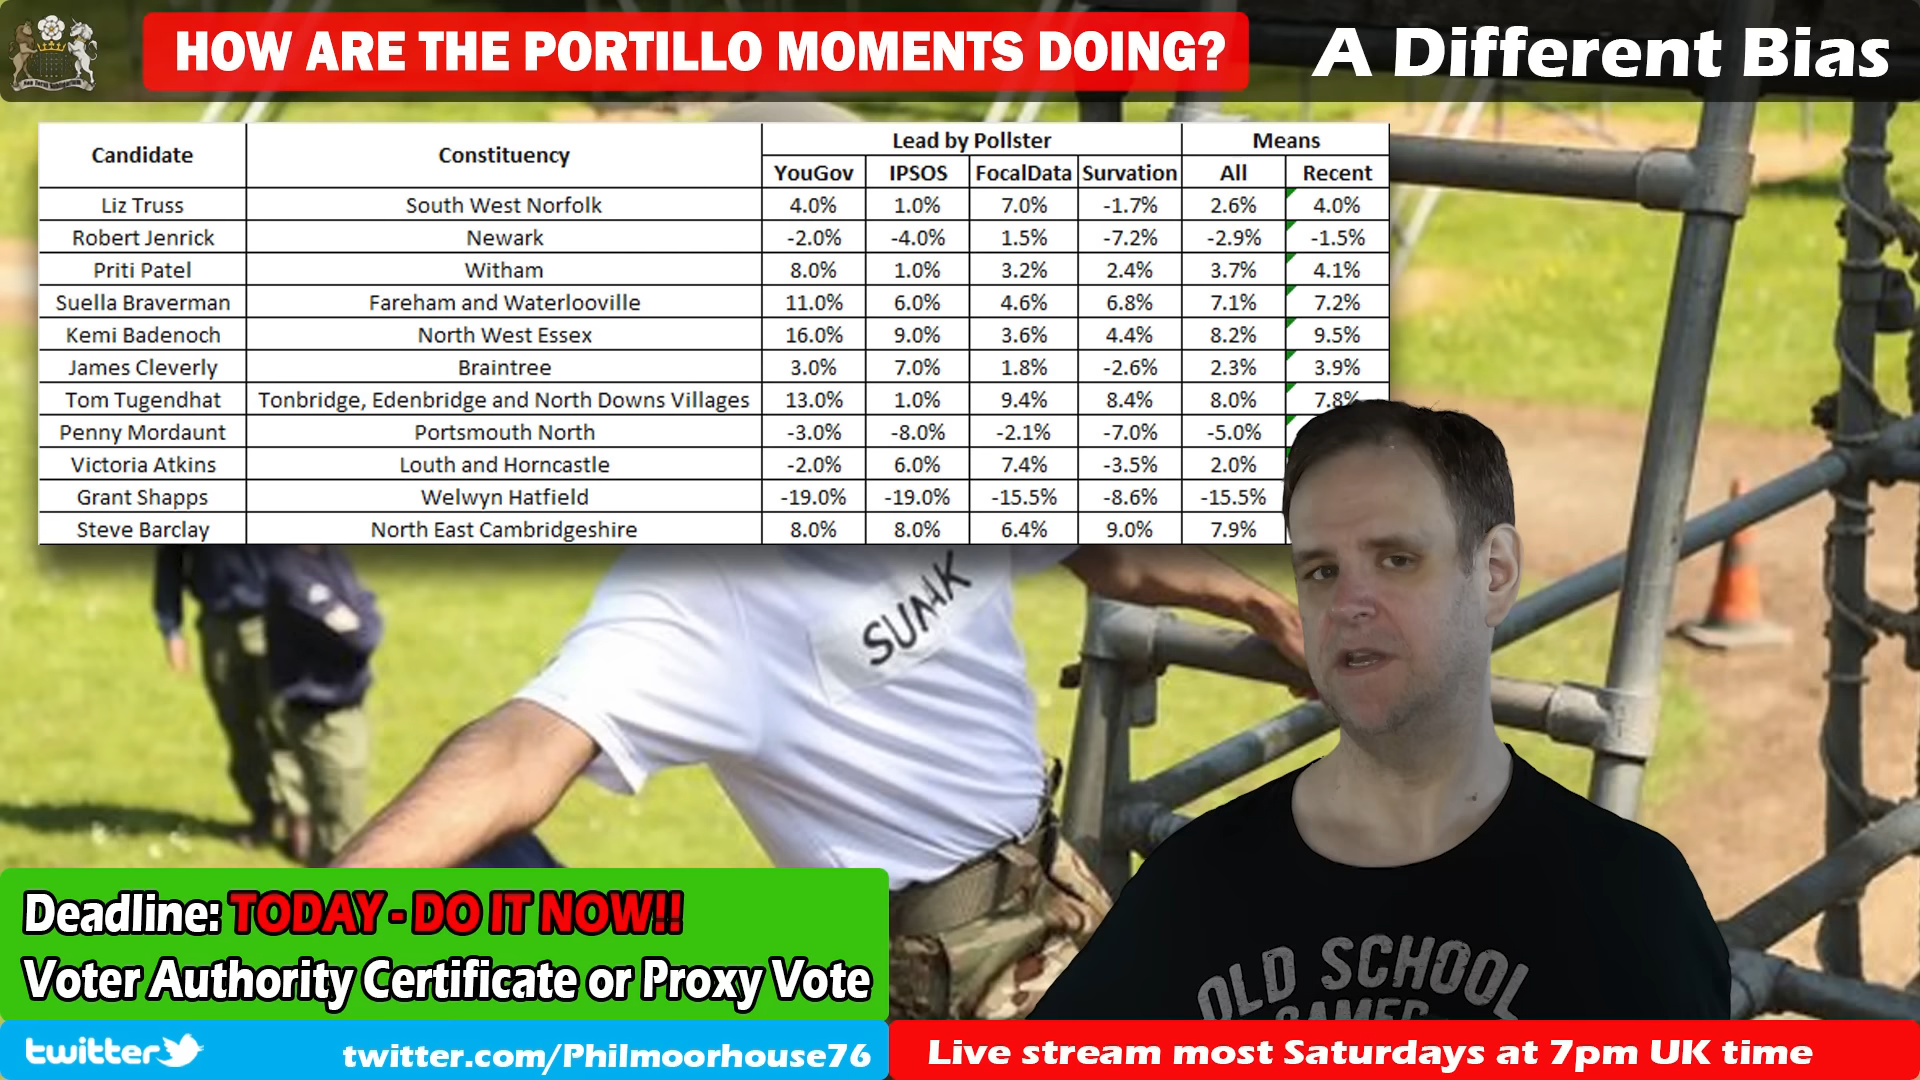 HOW ARE THE PORTILLO MOMENTS DOING?
A Different Bias
Candidate Constituency Lead by Pollster Means
YouGov IPSOS FocalData Survation All Recent
Liz Truss South West Norfolk 4.0% 1.0% 7.0% -1.7% 2.6% 4.0%
Robert Jenrick Newark -2.0% -4.0% 1.5% -7.2% -2.9% -1.5%
Priti Patel Witham 8.0% 1.0% 3.2% 2.4% 3.7% 4.1%
Suella Braverman Fareham and Waterlooville 11.0% 6.0% 4.6% 6.8% 7.1% 7.2%
Kemi Badenoch North West Essex 16.0% 9.0% 3.6% 4.4% 8.2% 9.5%
James Cleverly Braintree 3.0% 7.0% 1.8% -2.6% 2.3% 3.9%
Tom Tugendhat Tonbridge, Edenbridge and North Downs Villages 13.0% 1.0% 9.4% 8.4% 8.0% 7.8%
Penny Mordaunt Portsmouth North -3.0% -8.0% -2.1% -7.0% -5.0%
Victoria Atkins Louth and Horncastle -2.0% 6.0% 7.4% -3.5% 2.0%
Grant Shapps Welwyn Hatfield -19.0% -19.0% -15.5% -8.6% -15.5%
Steve Barclay North East Cambridgeshire 8.0% 8.0% 6.4% 9.0% 7.9%
SUNAK
OLD SCHOOL
GAMER
Deadline: TODAY - DO IT NOW!!
Voter Authority Certificate or Proxy Vote
twitter
twitter.com/Philmoorhouse76
Live stream most Saturdays at 7pm UK time